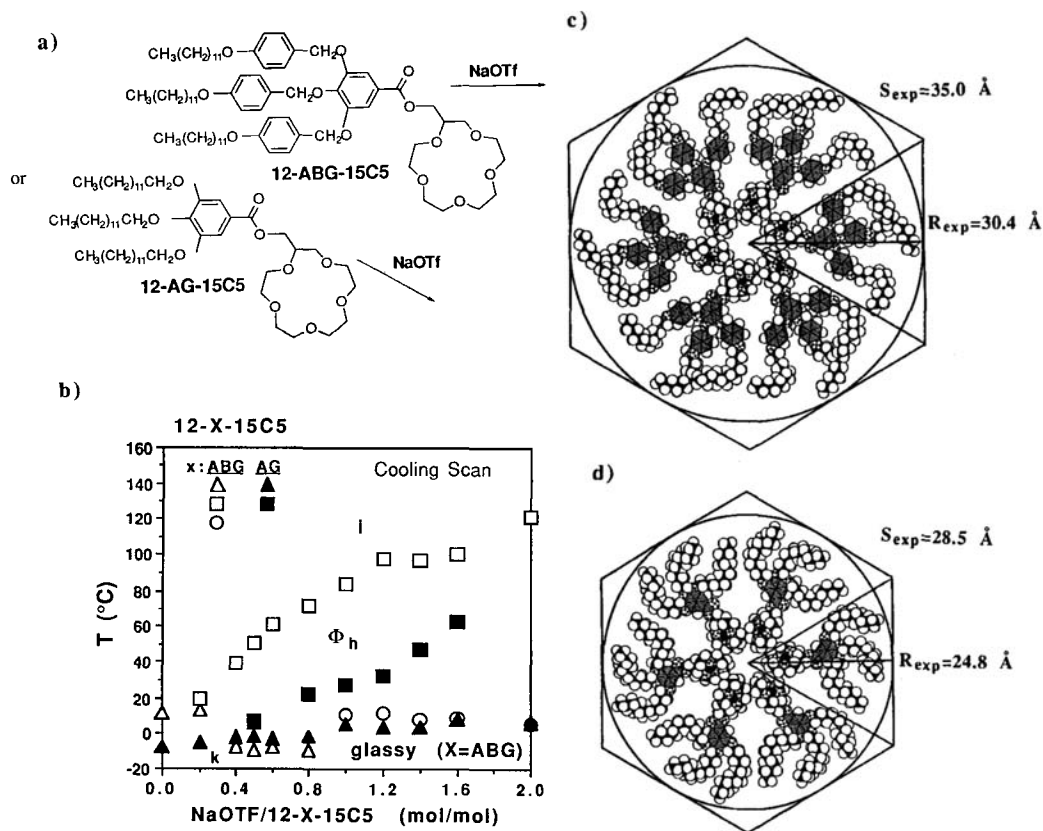 a)
CH₃(CH₂)₁₁—O
CH₂O
CH₃(CH₂)₁₁—O
CH₂O
CH₃(CH₂)₁₁—O
CH₂O
O
O
O
O
O
O
O
12-ABG-15C5
NaOTf
or
CH₃(CH₂)₁₁CH₂O
CH₃(CH₂)₁₁CH₂O
CH₃(CH₂)₁₁CH₂O
O
O
O
O
O
O
O
12-AG-15C5
NaOTf
b)
12-X-15C5
x: ABG AG
Cooling Scan
i
Φh
k
glassy (X=ABG)
T (°C)
160
140
120
100
80
60
40
20
0
-20
0.0 0.4 0.8 1.2 1.6 2.0
NaOTF/12-X-15C5 (mol/mol)
c)
Sexp=35.0 Å
Rexp=30.4 Å
d)
Sexp=28.5 Å
Rexp=24.8 Å